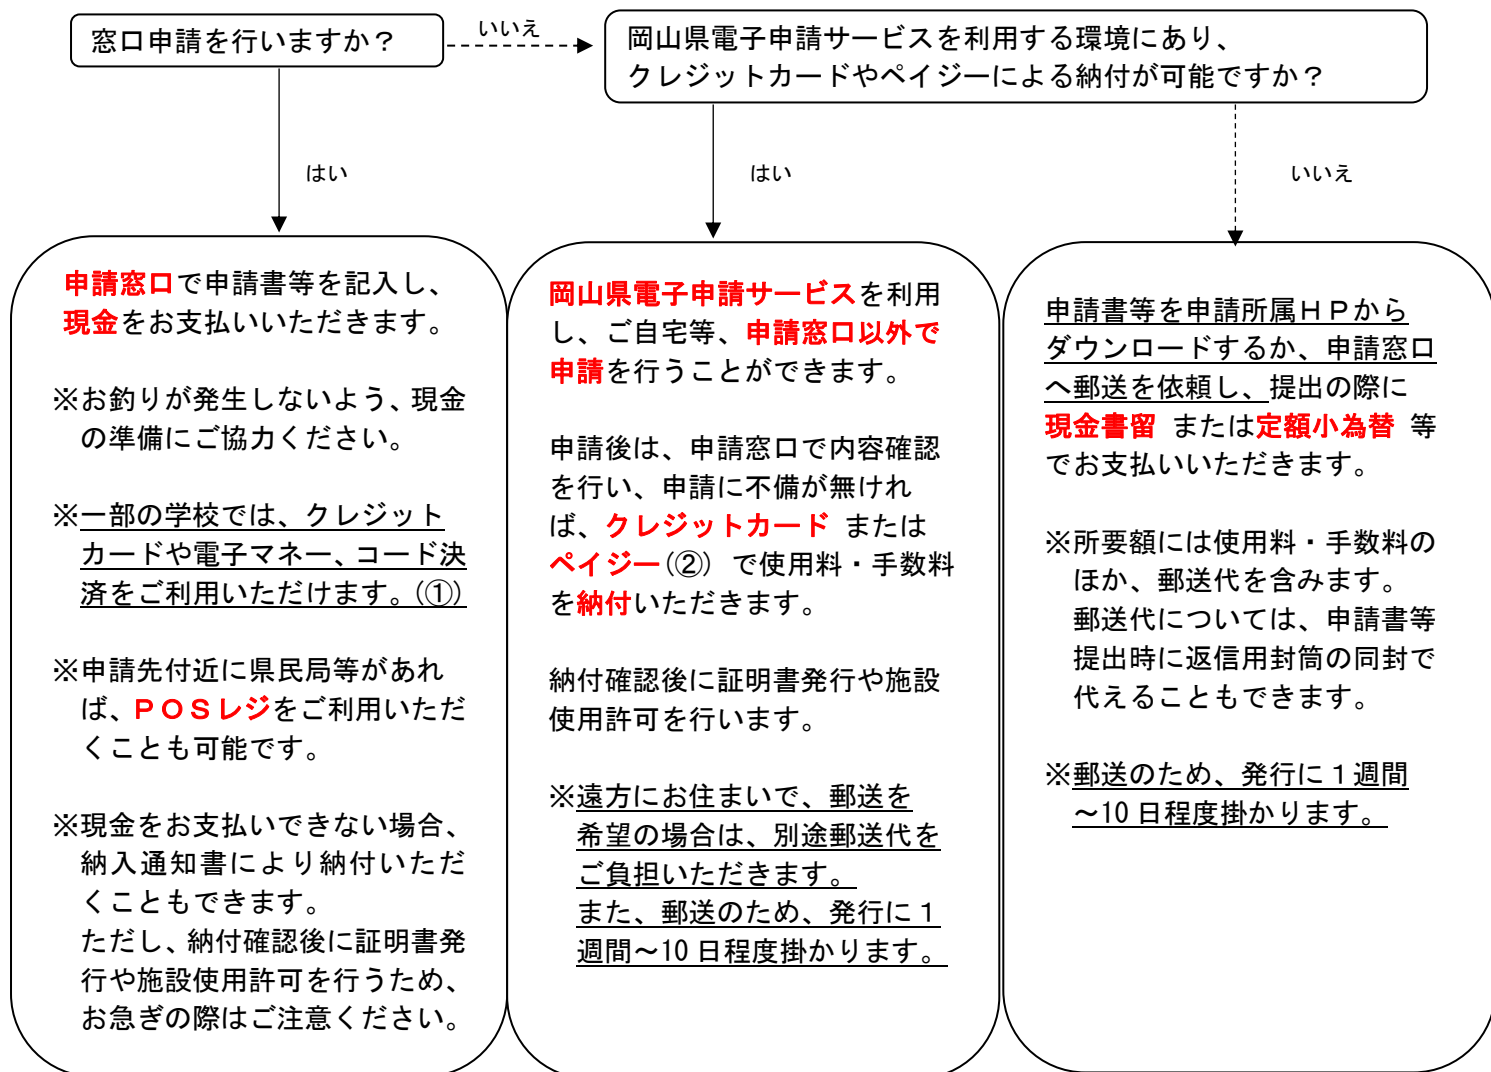 窓口申請を行いますか？
いいえ
岡山県電子申請サービスを利用する環境にあり、
クレジットカードやペイジーによる納付が可能ですか？
はい
はい
いいえ
申請窓口で申請書等を記入し、
現金をお支払いいただきます。
※お釣りが発生しないよう、現金
の準備にご協力ください。
※一部の学校では、クレジット
カードや電子マネー、コード決
済をご利用いただけます。(①)
※申請先付近に県民局等があれ
ば、ＰＯＳレジをご利用いただ
くことも可能です。
※現金をお支払いできない場合、
納入通知書により納付いただ
くこともできます。
ただし、納付確認後に証明書発
行や施設使用許可を行うため、
お急ぎの際はご注意ください。
岡山県電子申請サービスを利用
し、ご自宅等、申請窓口以外で
申請を行うことができます。
申請後は、申請窓口で内容確認
を行い、申請に不備が無けれ
ば、クレジットカード または
ペイジー(②) で使用料・手数料
を納付いただきます。
納付確認後に証明書発行や施設
使用許可を行います。
※遠方にお住まいで、郵送を
希望の場合は、別途郵送代を
ご負担いただきます。
また、郵送のため、発行に１
週間～10 日程度掛かります。
申請書等を申請所属ＨＰから
ダウンロードするか、申請窓口
へ郵送を依頼し、提出の際に
現金書留 または定額小為替 等
でお支払いいただきます。
※所要額には使用料・手数料の
ほか、郵送代を含みます。
郵送代については、申請書等
提出時に返信用封筒の同封で
代えることもできます。
※郵送のため、発行に１週間
～10 日程度掛かります。